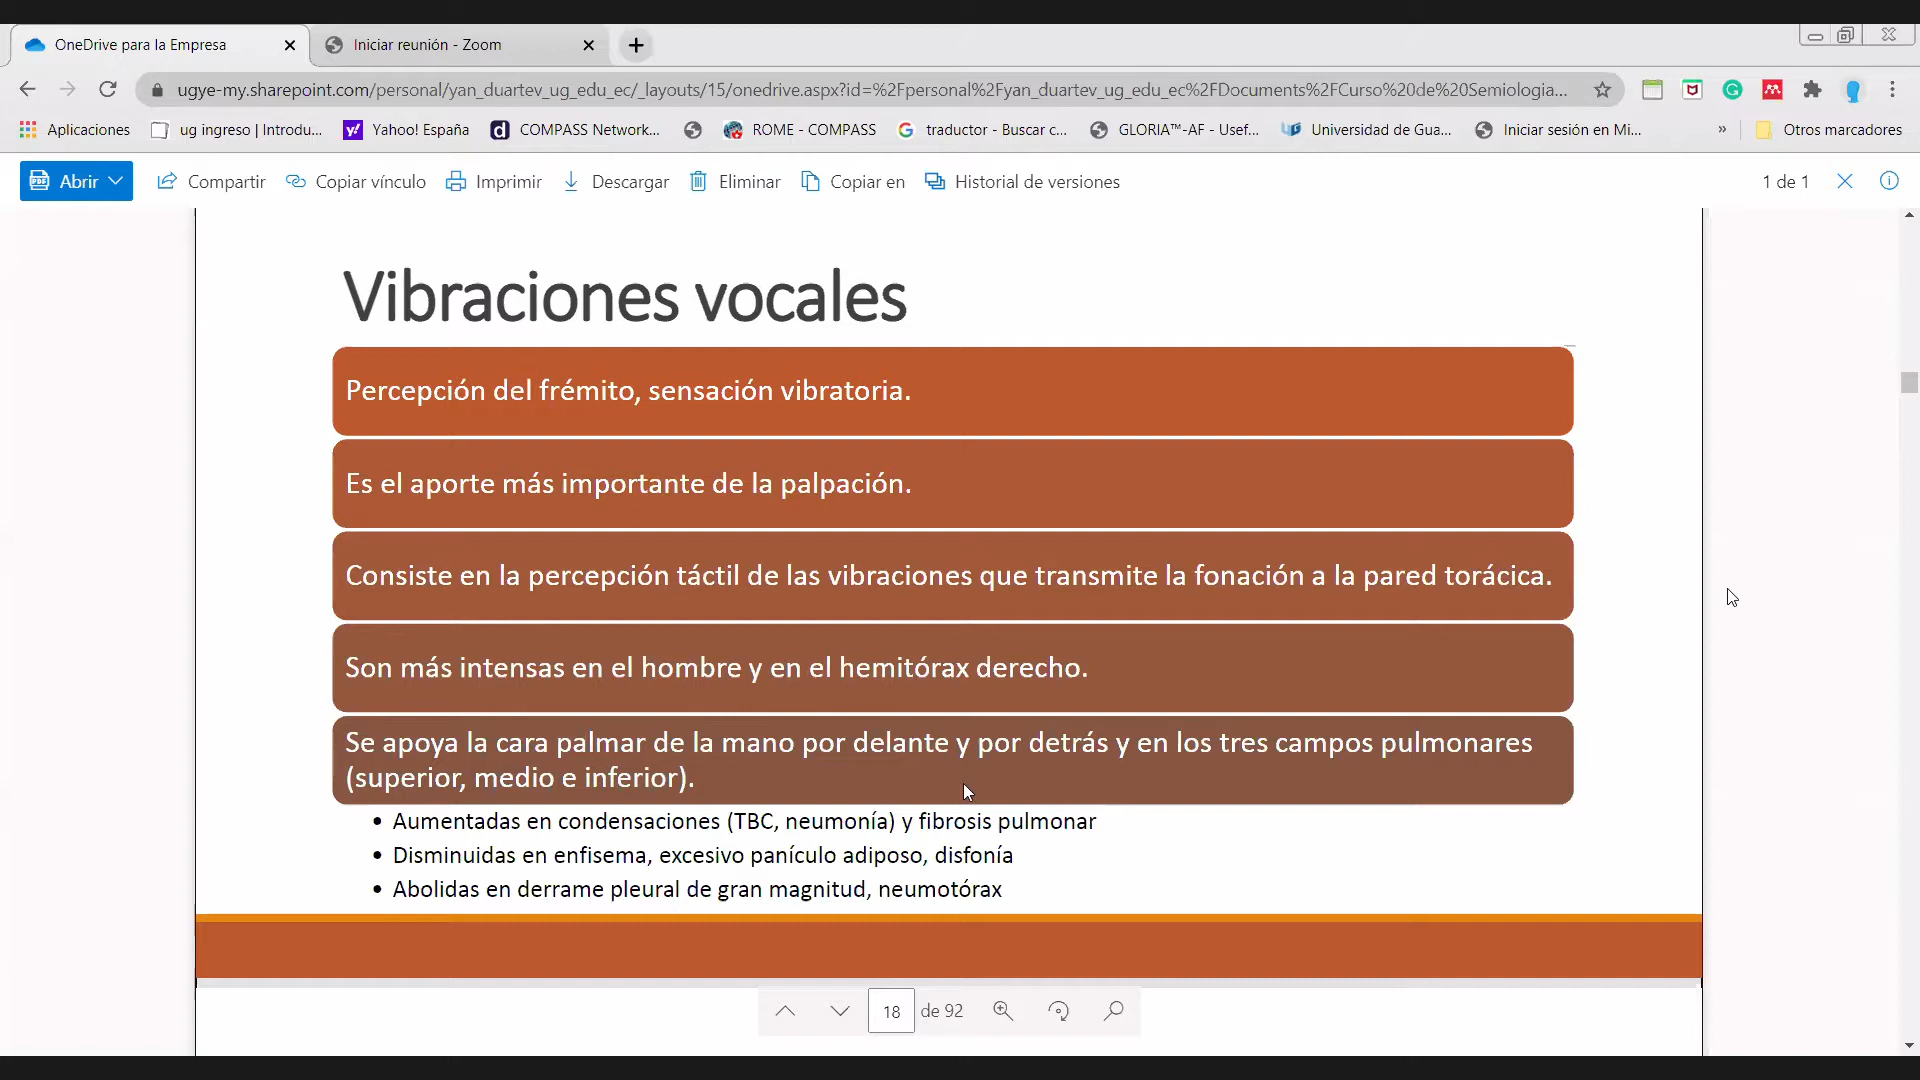 OneDrive para la Empresa
Iniciar reunión - Zoom
ugye-my.sharepoint.com/personal/yan_duartev_ug_edu_ec/_layouts/15/onedrive.aspx?id=%2Fpersonal%2Fyan_duartev_ug_edu_ec%2FDocuments%2FCurso%20de%20Semiologia...
Aplicaciones ug ingreso | Introdu... Yahoo! España COMPASS Network... ROME - COMPASS traductor - Buscar c... GLORIA™-AF - Usef... Universidad de Gua... Iniciar sesión en Mi... » Otros marcadores
Abrir Compartir Copiar vínculo Imprimir Descargar Eliminar Copiar en Historial de versiones 1 de 1
Vibraciones vocales
Percepción del frémito, sensación vibratoria.
Es el aporte más importante de la palpación.
Consiste en la percepción táctil de las vibraciones que transmite la fonación a la pared torácica.
Son más intensas en el hombre y en el hemitórax derecho.
Se apoya la cara palmar de la mano por delante y por detrás y en los tres campos pulmonares
(superior, medio e inferior).
• Aumentadas en condensaciones (TBC, neumonía) y fibrosis pulmonar
• Disminuidas en enfisema, excesivo panículo adiposo, disfonía
• Abolidas en derrame pleural de gran magnitud, neumotórax
18 de 92